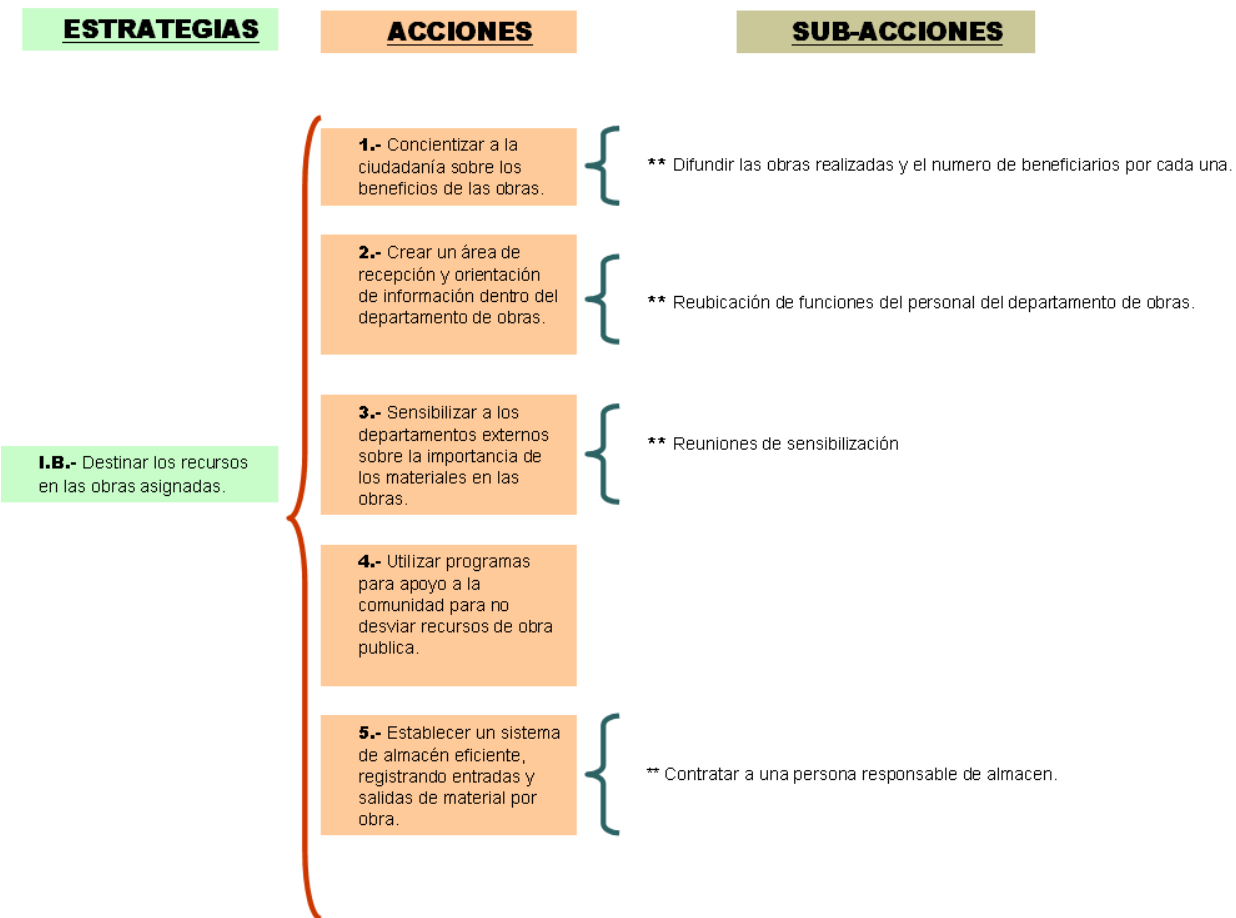 ESTRATEGIAS
ACCIONES
SUB-ACCIONES
I.B.- Destinar los recursos
en las obras asignadas.
1.- Concientizar a la
ciudadanía sobre los
beneficios de las obras.
** Difundir las obras realizadas y el numero de beneficiarios por cada una.
2.- Crear un área de
recepción y orientación
de información dentro del
departamento de obras.
** Reubicación de funciones del personal del departamento de obras.
3.- Sensibilizar a los
departamentos externos
sobre la importancia de
los materiales en las
obras.
** Reuniones de sensibilización
4.- Utilizar programas
para apoyo a la
comunidad para no
desviar recursos de obra
publica.
5.- Establecer un sistema
de almacén eficiente,
registrando entradas y
salidas de material por
obra.
** Contratar a una persona responsable de almacen.